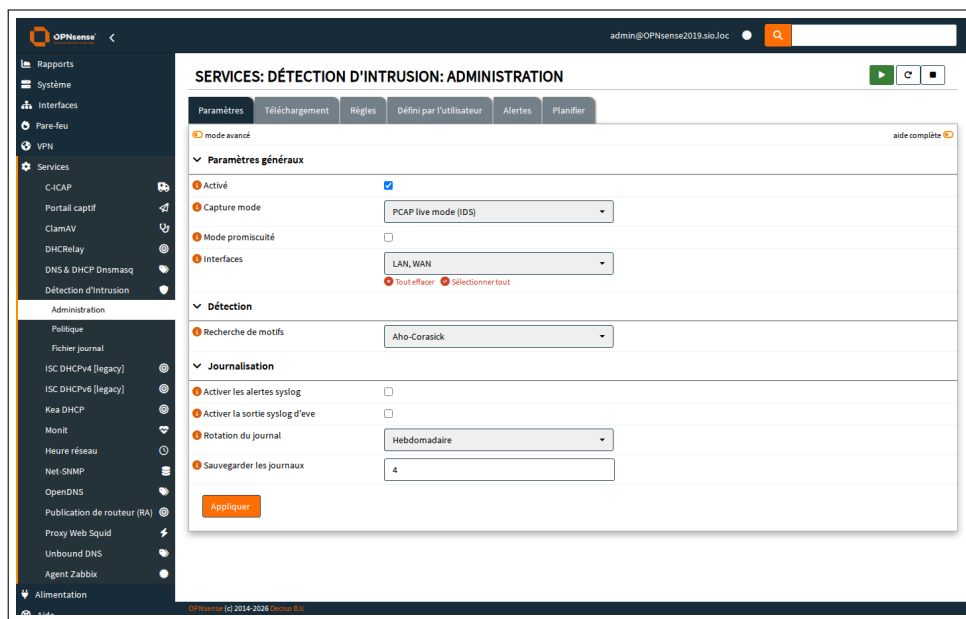 OPNsense
admin@OPNsense2019.sio.loc
Rapports
Système
Interfaces
Pare-feu
VPN
Services
C-ICAP
Portail captif
ClamAV
DHCRelay
DNS & DHCP Dnsmasq
Détection d'Intrusion
Administration
Politique
Fichier journal
ISC DHCPv4 [legacy]
ISC DHCPv6 [legacy]
Kea DHCP
Monit
Heure réseau
Net-SNMP
OpenDNS
Publication de routeur (RA)
Proxy Web Squid
Unbound DNS
Agent Zabbix
Alimentation
Aide
SERVICES: DÉTECTION D'INTRUSION: ADMINISTRATION
Paramètres Téléchargement Règles Défini par l'utilisateur Alertes Planifier
mode avancé aide complète
Paramètres généraux
Activé
Capture mode PCAP live mode (IDS)
Mode promiscuité
Interfaces LAN, WAN
Tout effacer Sélectionner tout
Détection
Recherche de motifs Aho-Corasick
Journalisation
Activer les alertes syslog
Activer la sortie syslog d'eve
Rotation du journal Hebdomadaire
Sauvegarder les journaux 4
Appliquer
OPNsense (c) 2014-2026 Deciso B.V.